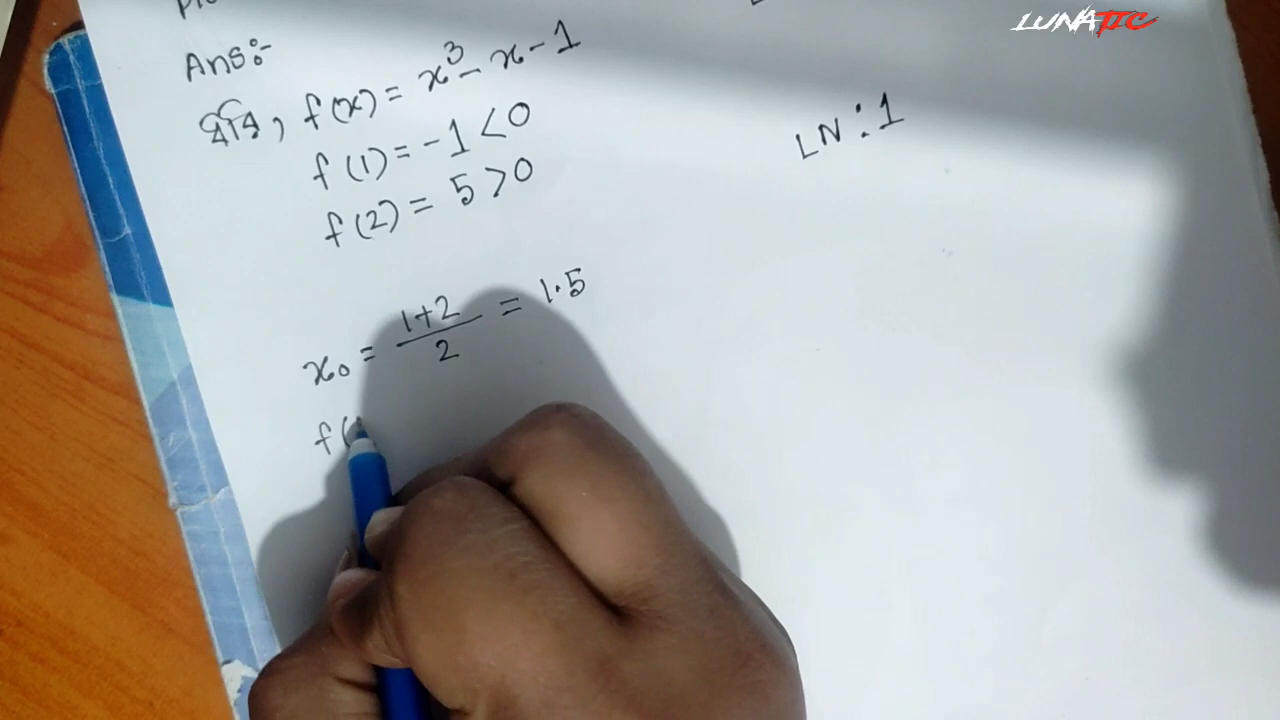 LUNATIC
Ans:-
ধরি, f(x) = x³ - x - 1
f(1) = -1 < 0
f(2) = 5 > 0
LN : 1
x₀ = (1+2)/2 = 1.5
f(